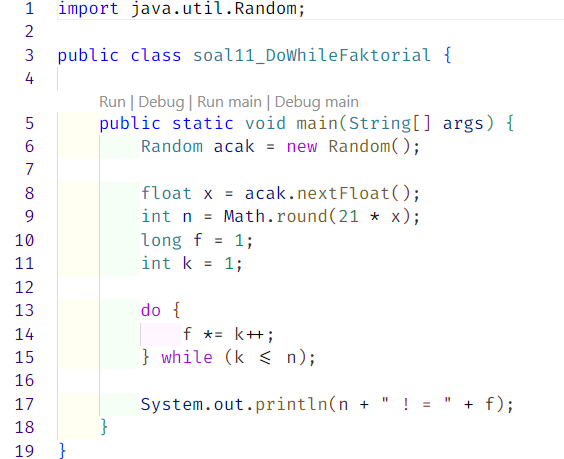 1 import java.util.Random;
2
3 public class soal11_DoWhileFaktorial {
4
Run | Debug | Run main | Debug main
5 public static void main(String[] args) {
6 Random acak = new Random();
7
8 float x = acak.nextFloat();
9 int n = Math.round(21 * x);
10 long f = 1;
11 int k = 1;
12
13 do {
14 f *= k++;
15 } while (k <= n);
16
17 System.out.println(n + " ! = " + f);
18 }
19 }